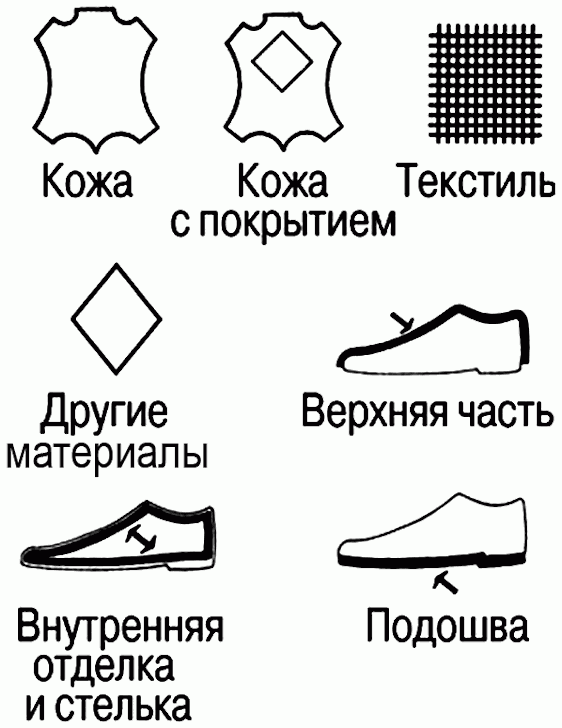 Кожа
Кожа
с покрытием
Текстиль
Другие
материалы
Верхняя часть
Внутренняя
отделка
и стелька
Подошва